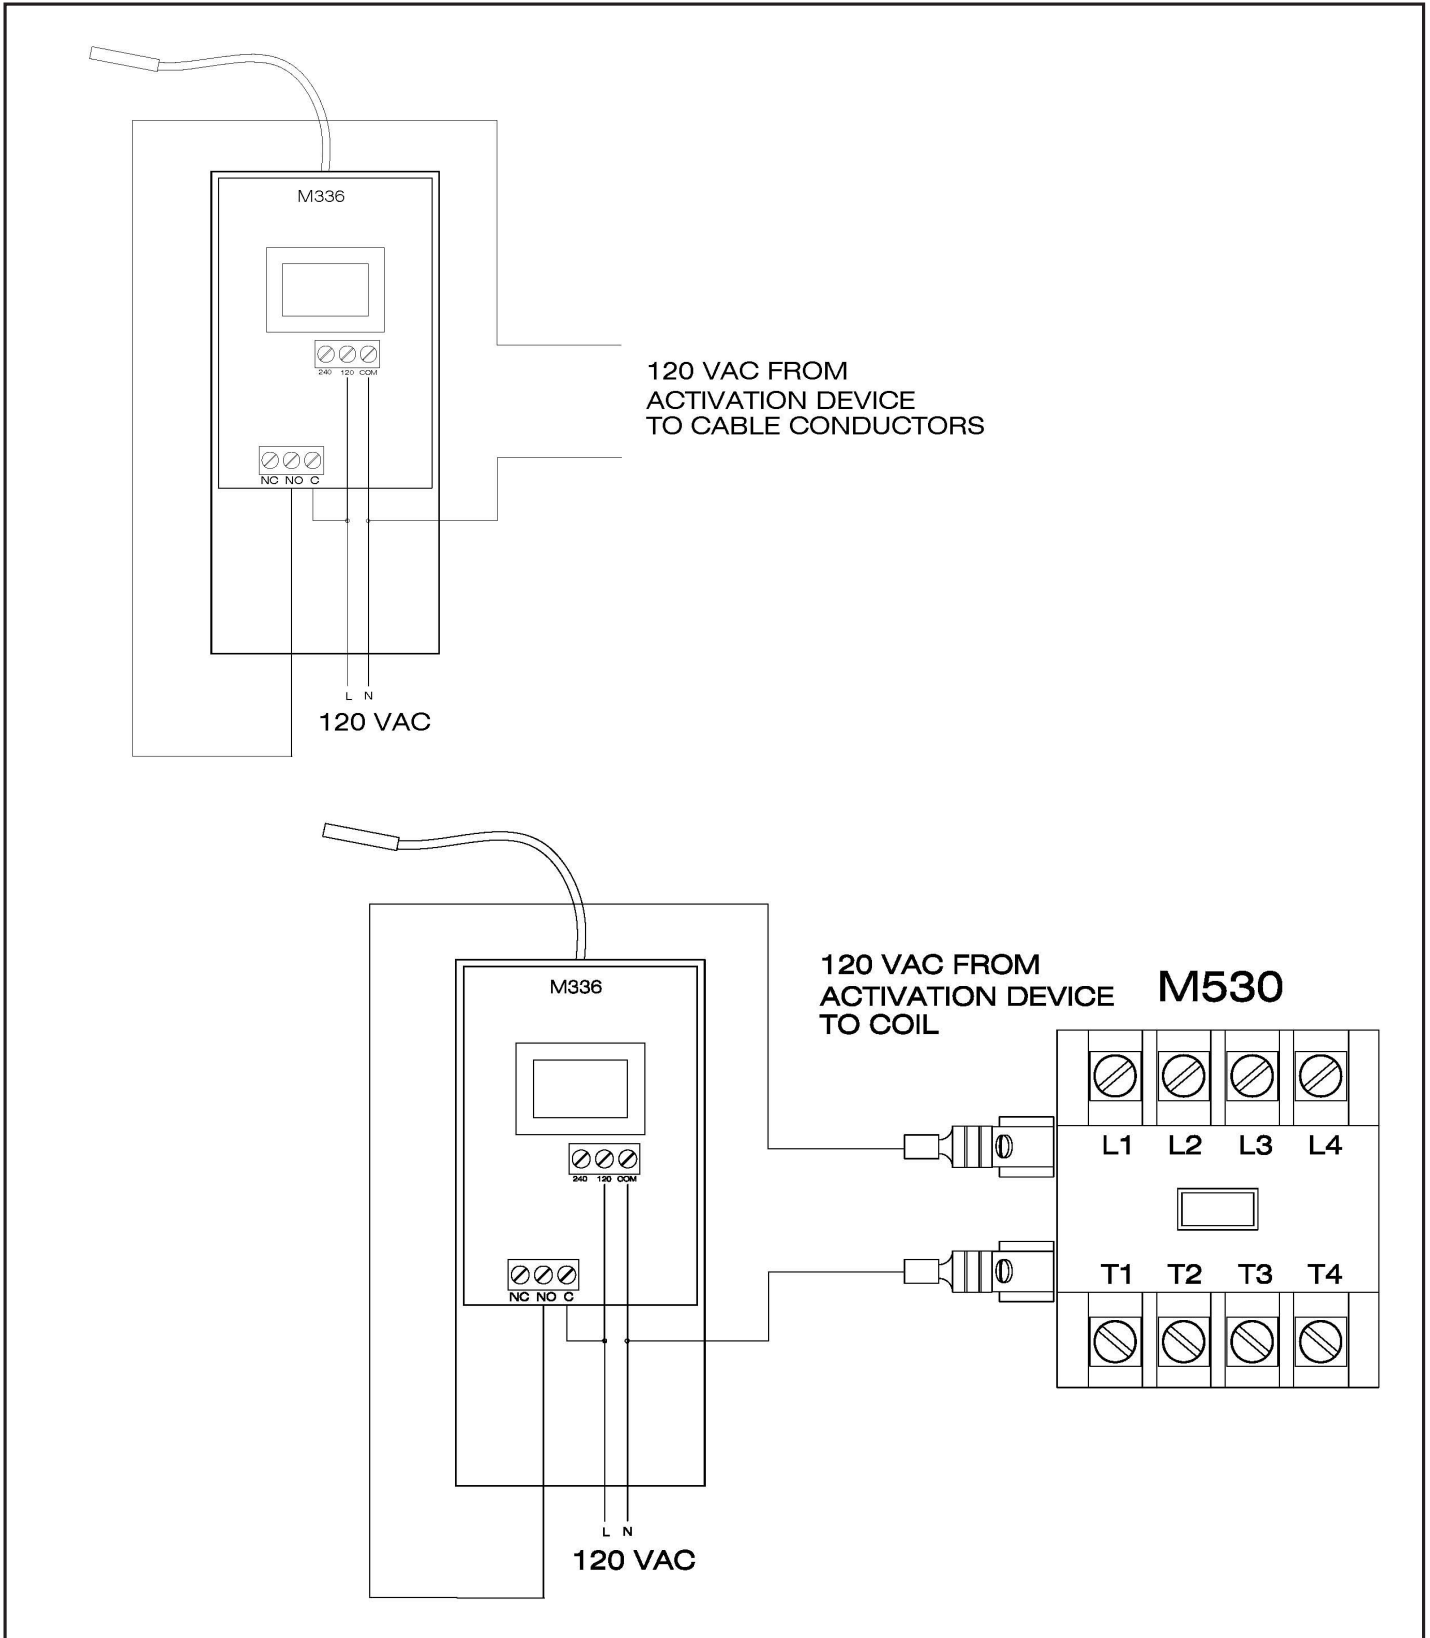 M336
240 120 COM
120 VAC FROM
ACTIVATION DEVICE
TO CABLE CONDUCTORS
NC NO C
L N
120 VAC
M336
120 VAC FROM
ACTIVATION DEVICE
TO COIL
M530
L1 L2 L3 L4
240 120 COM
T1 T2 T3 T4
NC NO C
L N
120 VAC